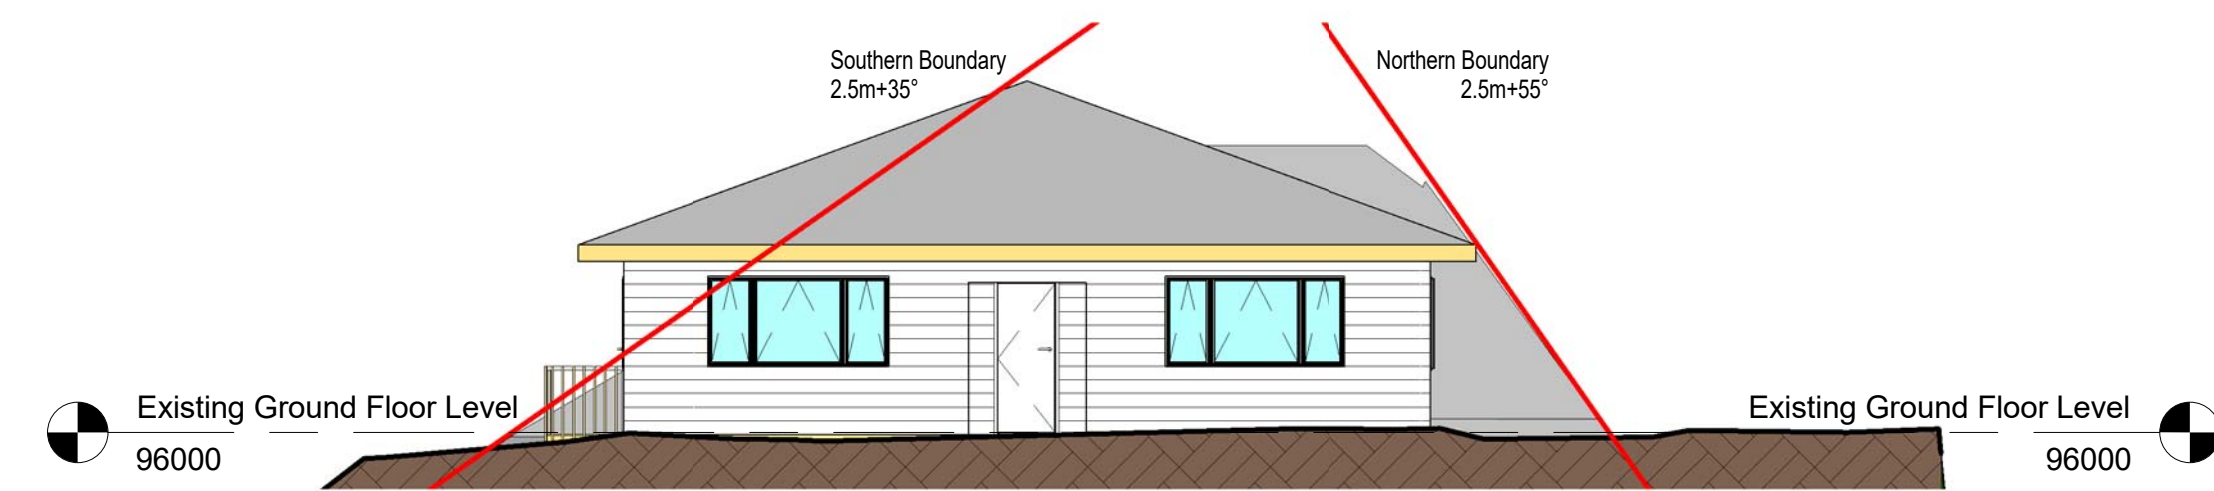 Southern Boundary
2.5m+35°
Northern Boundary
2.5m+55°
Existing Ground Floor Level
96000
Existing Ground Floor Level
96000